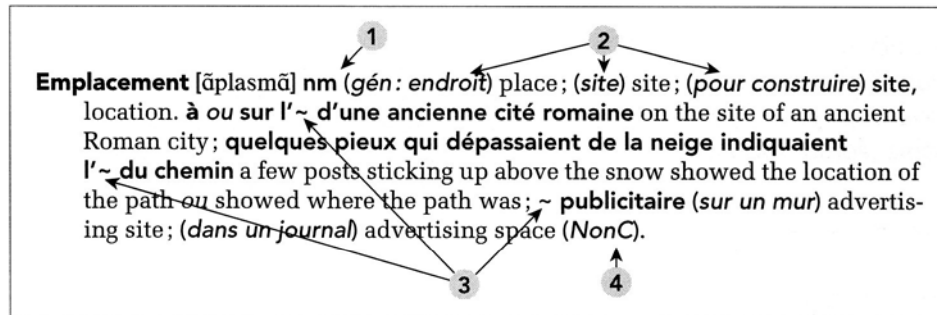 1 2
Emplacement [ɑ̃plasmɑ̃] nm (gén : endroit) place ; (site) site ; (pour construire) site,
location. à ou sur l'~ d'une ancienne cité romaine on the site of an ancient
Roman city ; quelques pieux qui dépassaient de la neige indiquaient
l'~ du chemin a few posts sticking up above the snow showed the location of
the path ou showed where the path was ; ~ publicitaire (sur un mur) advertis-
ing site ; (dans un journal) advertising space (NonC).
3 4